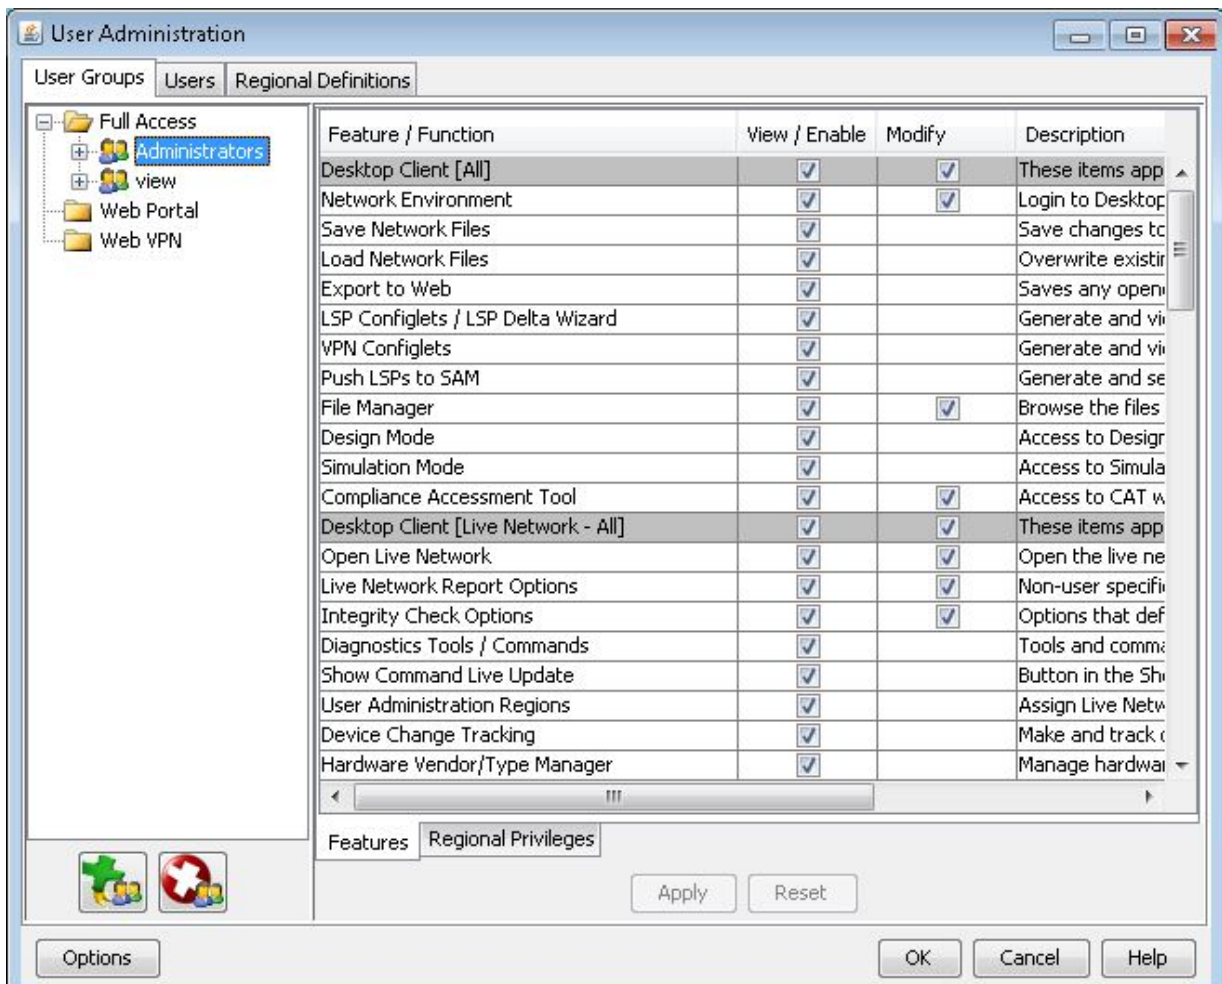 User Administration
User Groups Users Regional Definitions
Full Access
Administrators
view
Web Portal
Web VPN
Feature / Function View / Enable Modify Description
Desktop Client [All] These items app
Network Environment Login to Desktop
Save Network Files Save changes to
Load Network Files Overwrite existin
Export to Web Saves any open
LSP Configlets / LSP Delta Wizard Generate and vi
VPN Configlets Generate and vi
Push LSPs to SAM Generate and se
File Manager Browse the files
Design Mode Access to Design
Simulation Mode Access to Simula
Compliance Accessment Tool Access to CAT w
Desktop Client [Live Network - All] These items app
Open Live Network Open the live ne
Live Network Report Options Non-user specifi
Integrity Check Options Options that def
Diagnostics Tools / Commands Tools and comma
Show Command Live Update Button in the Sh
User Administration Regions Assign Live Netw
Device Change Tracking Make and track
Hardware Vendor/Type Manager Manage hardwa
Features Regional Privileges
Apply Reset
Options OK Cancel Help